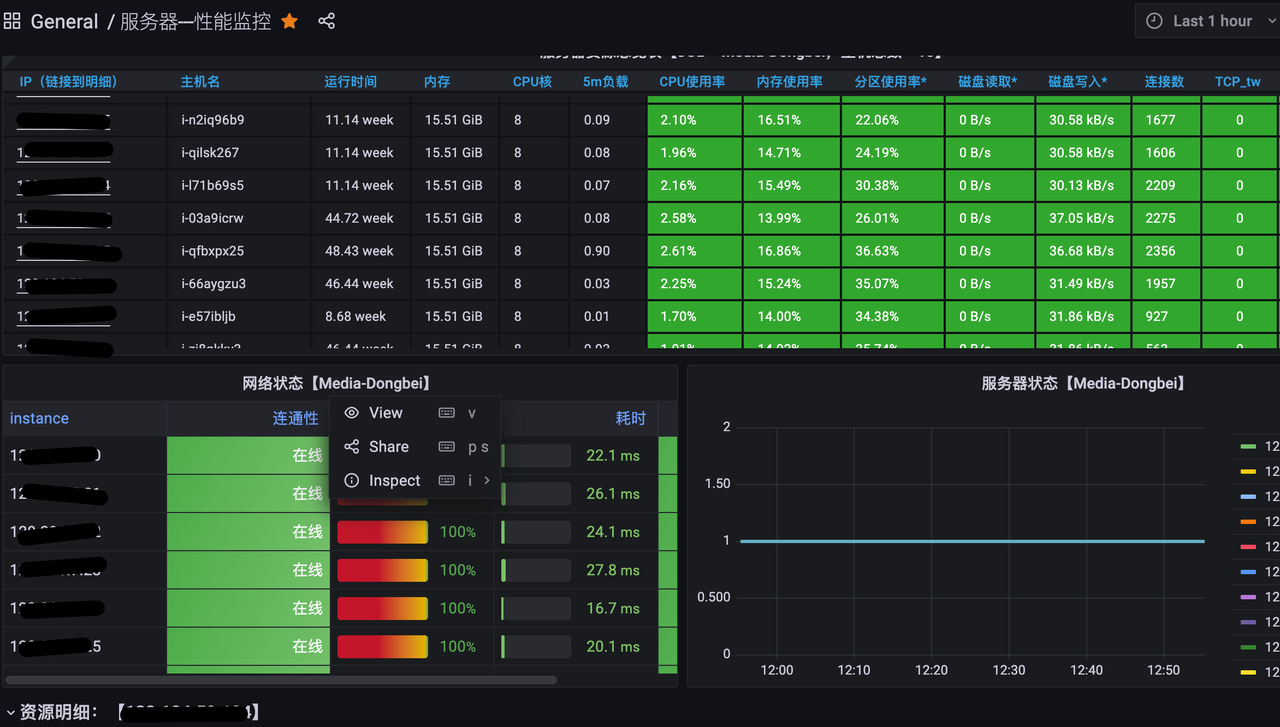 General / 服务器—性能监控
Last 1 hour
IP（链接到明细） 主机名 运行时间 内存 CPU核 5m负载 CPU使用率 内存使用率 分区使用率* 磁盘读取* 磁盘写入* 连接数 TCP_tw
i-n2iq96b9 11.14 week 15.51 GiB 8 0.09 2.10% 16.51% 22.06% 0 B/s 30.58 kB/s 1677 0
i-qilsk267 11.14 week 15.51 GiB 8 0.08 1.96% 14.71% 24.19% 0 B/s 30.58 kB/s 1606 0
i-l71b69s5 11.14 week 15.51 GiB 8 0.07 2.16% 15.49% 30.38% 0 B/s 30.13 kB/s 2209 0
i-03a9icrw 44.72 week 15.51 GiB 8 0.08 2.58% 13.99% 26.01% 0 B/s 37.05 kB/s 2275 0
i-qfbxpx25 48.43 week 15.51 GiB 8 0.90 2.61% 16.86% 36.63% 0 B/s 36.68 kB/s 2356 0
i-66aygzu3 46.44 week 15.51 GiB 8 0.03 2.25% 15.24% 35.07% 0 B/s 31.49 kB/s 1957 0
i-e57ibljb 8.68 week 15.51 GiB 8 0.01 1.70% 14.00% 34.38% 0 B/s 31.86 kB/s 927 0
网络状态【Media-Dongbei】
instance 连通性 耗时
View v
Share p s
Inspect i
在线 22.1 ms
在线 26.1 ms
在线 100% 24.1 ms
在线 100% 27.8 ms
在线 100% 16.7 ms
在线 100% 20.1 ms
服务器状态【Media-Dongbei】
2
1.50
1
0.500
0
12:00 12:10 12:20 12:30 12:40 12:50
12
12
12
12
12
12
12
12
12
12
资源明细：【
】